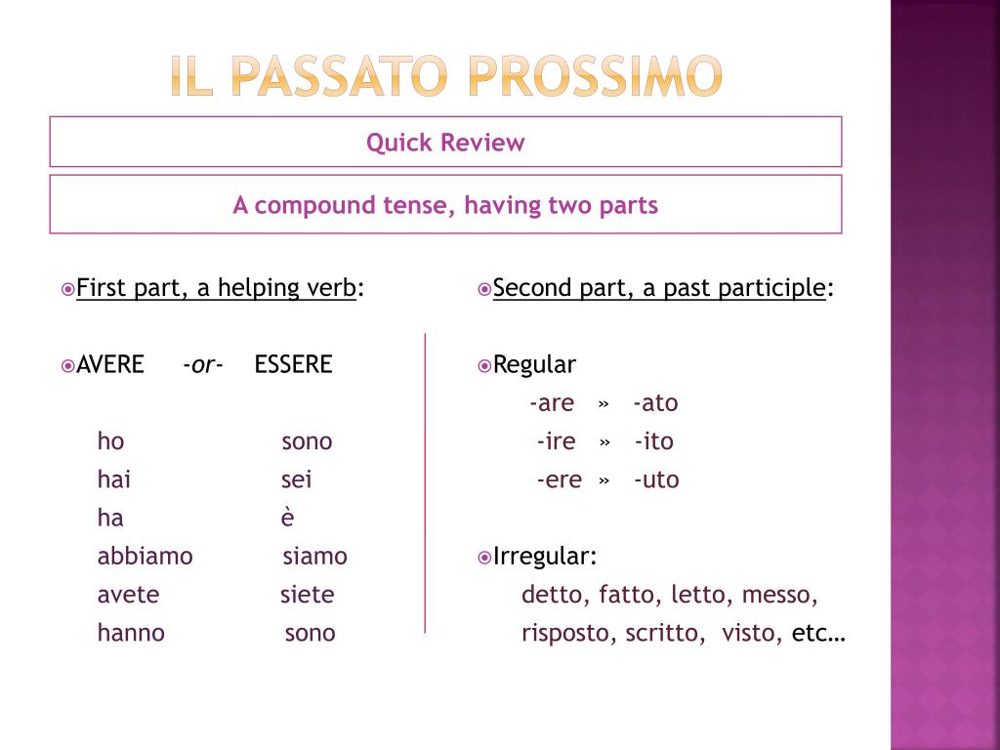 IL PASSATO PROSSIMO
Quick Review
A compound tense, having two parts
First part, a helping verb:
AVERE -or- ESSERE
ho sono
hai sei
ha è
abbiamo siamo
avete siete
hanno sono
Second part, a past participle:
Regular
-are » -ato
-ire » -ito
-ere » -uto
Irregular:
detto, fatto, letto, messo,
risposto, scritto, visto, etc…